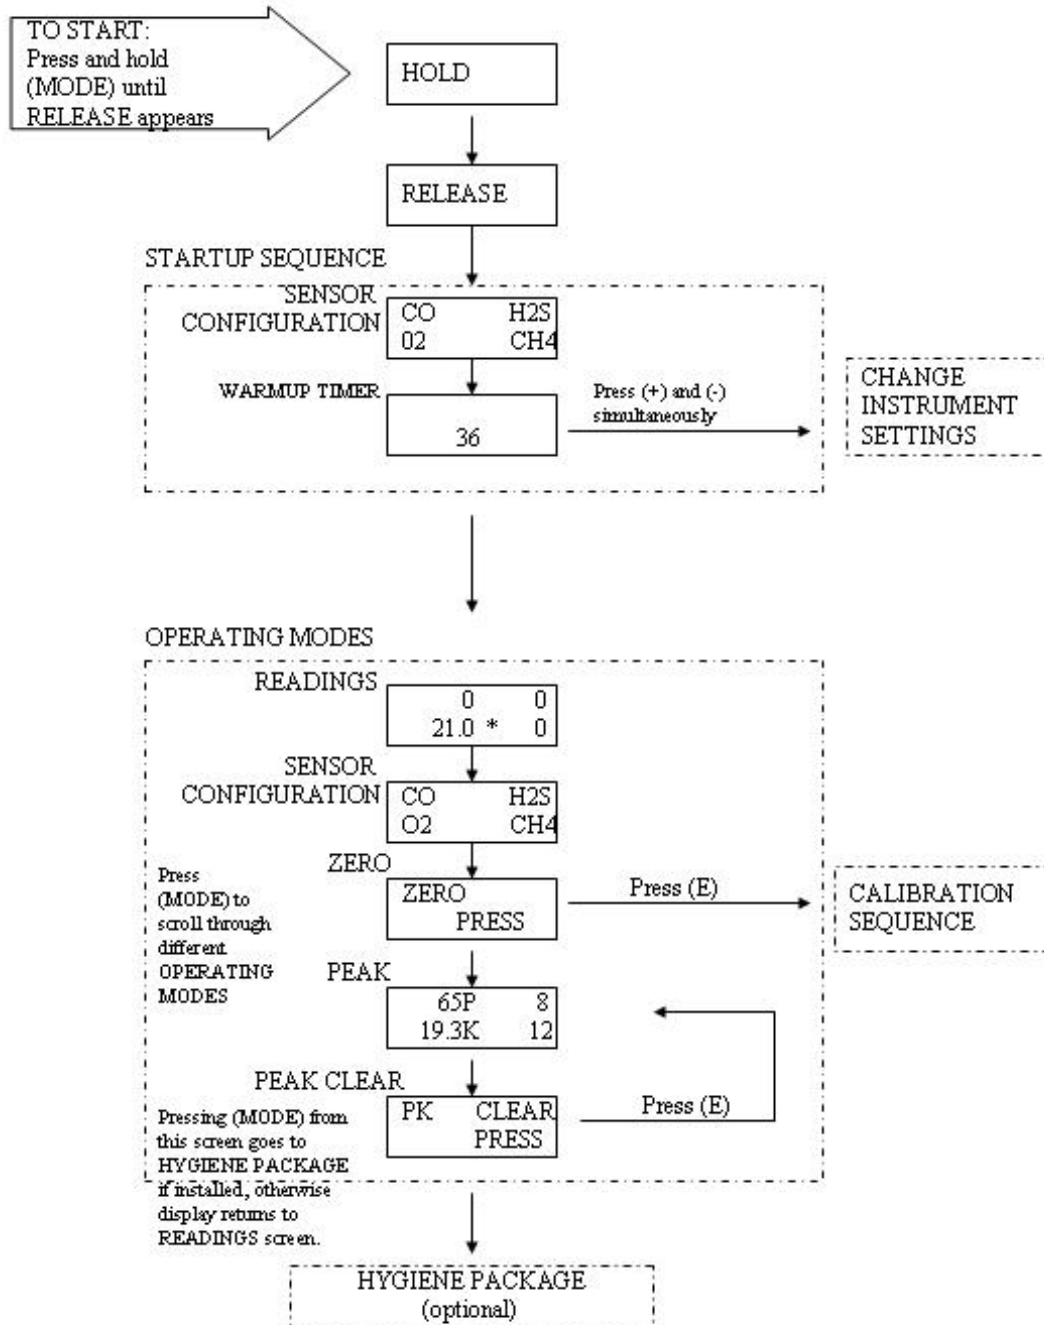 TO START:
Press and hold
(MODE) until
RELEASE appears
HOLD
RELEASE
STARTUP SEQUENCE
SENSOR
CONFIGURATION
CO H2S
02 CH4
WARMUP TIMER
36
Press (+) and (-)
simultaneously
CHANGE
INSTRUMENT
SETTINGS
OPERATING MODES
READINGS
0 0
21.0 * 0
SENSOR
CONFIGURATION
CO H2S
O2 CH4
Press
(MODE) to
scroll through
different
OPERATING
MODES
ZERO
ZERO
PRESS
Press (E)
CALIBRATION
SEQUENCE
PEAK
65P 8
19.3K 12
PEAK CLEAR
PK CLEAR
PRESS
Press (E)
Pressing (MODE) from
this screen goes to
HYGIENE PACKAGE
if installed, otherwise
display returns to
READINGS screen.
HYGIENE PACKAGE
(optional)